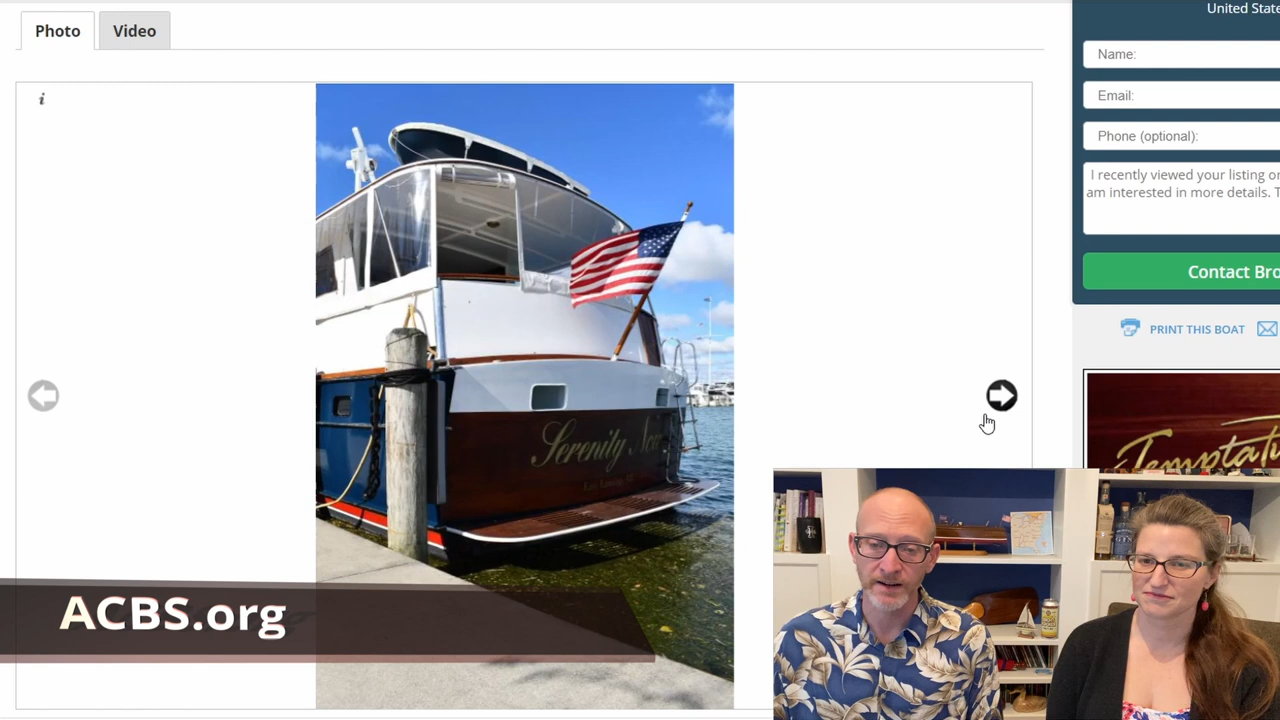 United State
Photo
Video
Name:
i
Email:
Phone (optional):
I recently viewed your listing o
am interested in more details. T
Contact Bro
PRINT THIS BOAT
Serenity Now
Temptati
ACBS.org